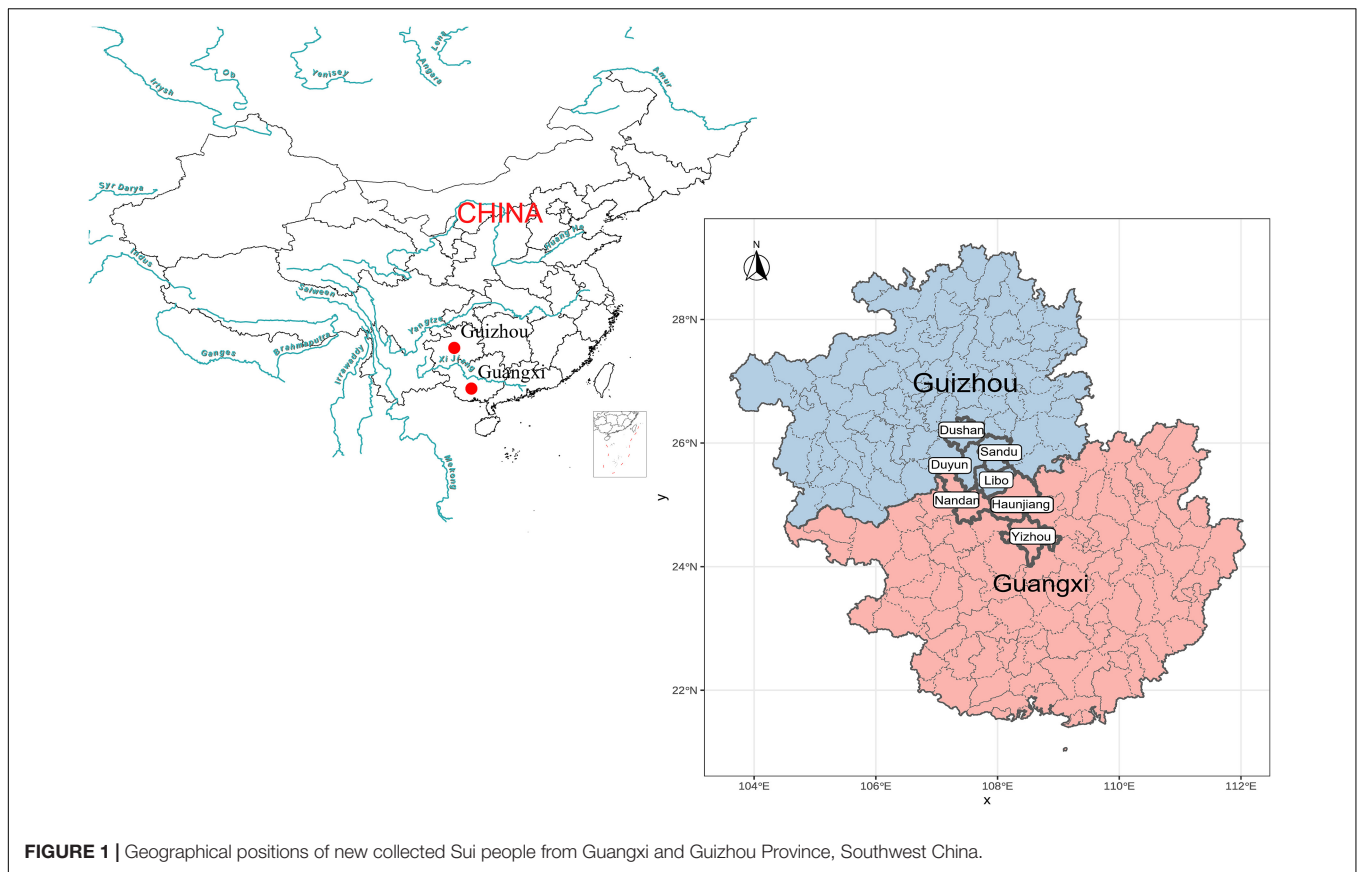 Lena
Angara
Ob
Yenisey
Irtysh
Amur
Syr Darya
CHINA
Huang He
Indus
Salween
Yangtze
Guizhou
Brahmaputra
Ganges
Irrawaddy
Xi Jiang
Guangxi
Mekong
N
28°N
26°N
24°N
22°N
y
Guizhou
Dushan
Sandu
Duyun
Libo
Nandan
Haunjiang
Yizhou
Guangxi
104°E
106°E
108°E
110°E
112°E
x
FIGURE 1 | Geographical positions of new collected Sui people from Guangxi and Guizhou Province, Southwest China.